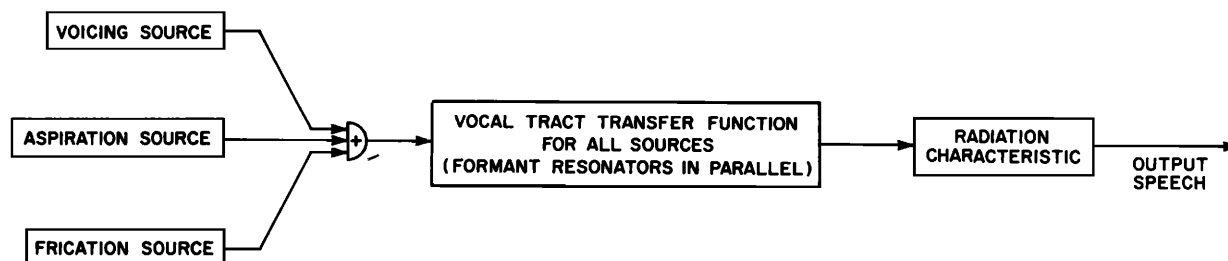 VOICING SOURCE
ASPIRATION SOURCE
FRICATION SOURCE
+
VOCAL TRACT TRANSFER FUNCTION
FOR ALL SOURCES
(FORMANT RESONATORS IN PARALLEL)
RADIATION
CHARACTERISTIC
OUTPUT
SPEECH